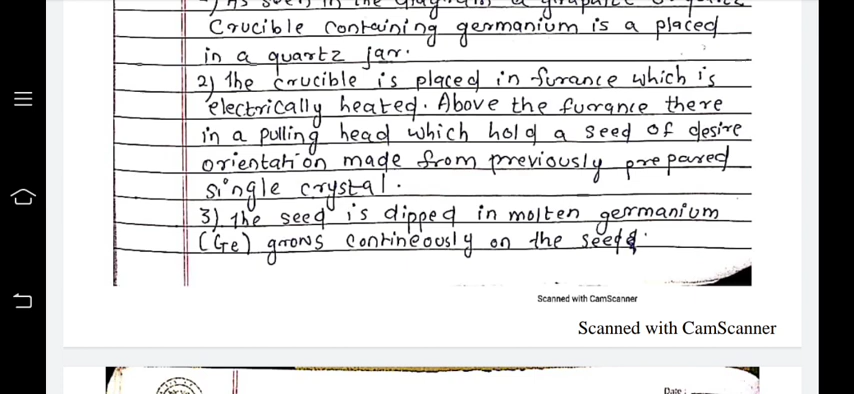 Crucible containing germanium is a placed
in a quartz jar.
2) The crucible is placed in furance which is
electrically heated. Above the furance there
in a pulling head which hold a seed of desire
orientation made from previously prepared
single crystal.
3) The seed is dipped in molten germanium
(Ge) grows contineously on the seed.
Scanned with CamScanner
Scanned with CamScanner
Date :